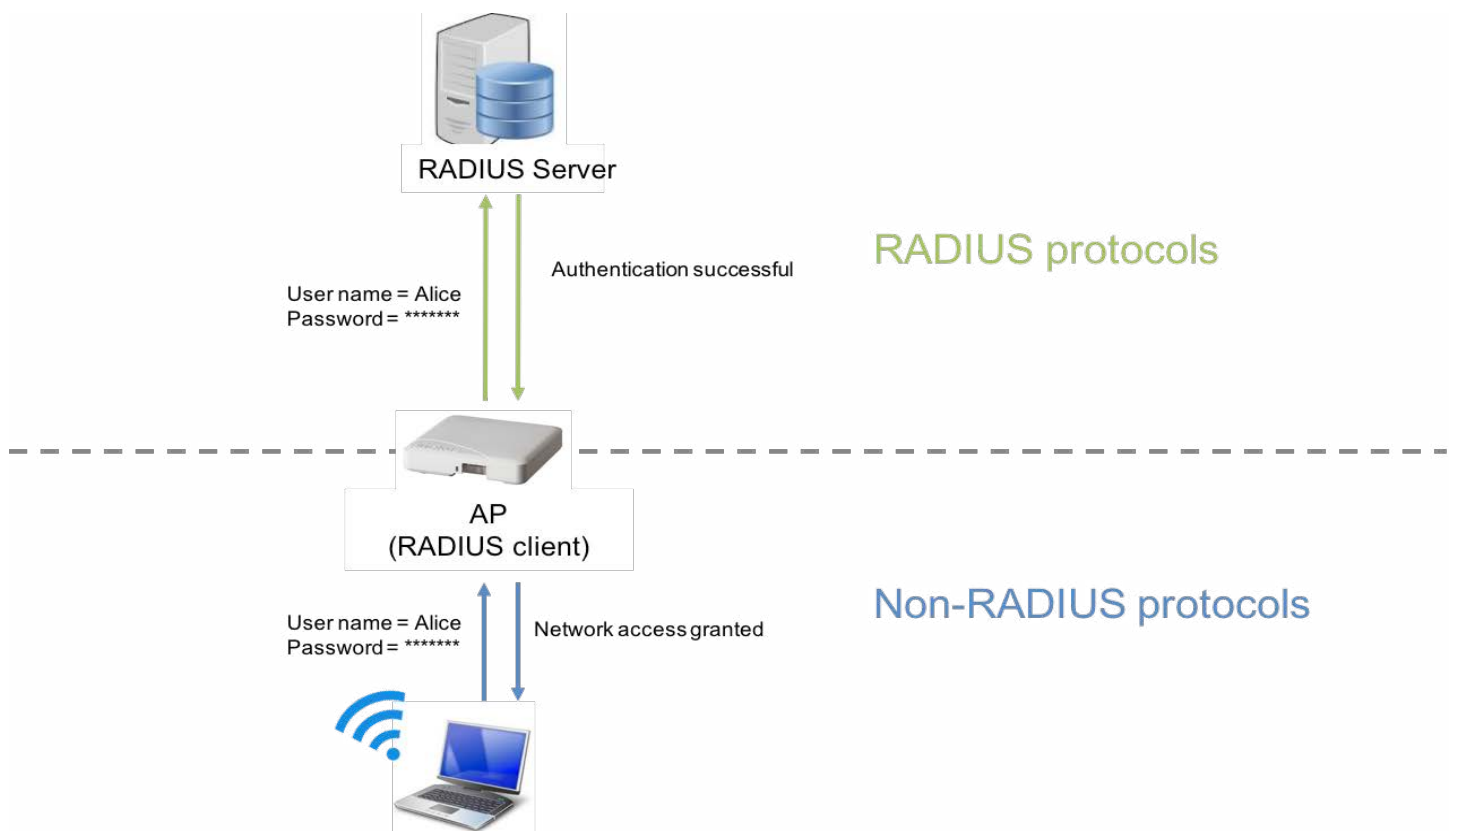 RADIUS Server
RADIUS protocols
Authentication successful
User name = Alice
Password = *******
AP
(RADIUS client)
Non-RADIUS protocols
User name = Alice
Password = *******
Network access granted